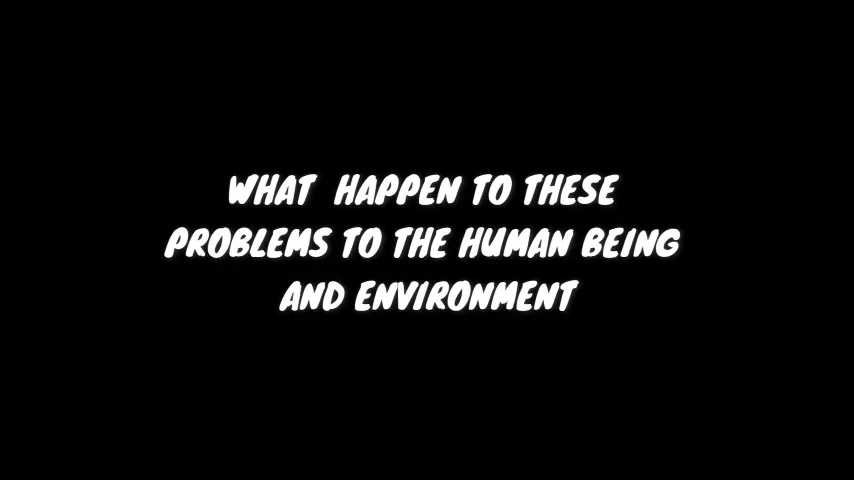 WHAT HAPPEN TO THESE
PROBLEMS TO THE HUMAN BEING
AND ENVIRONMENT